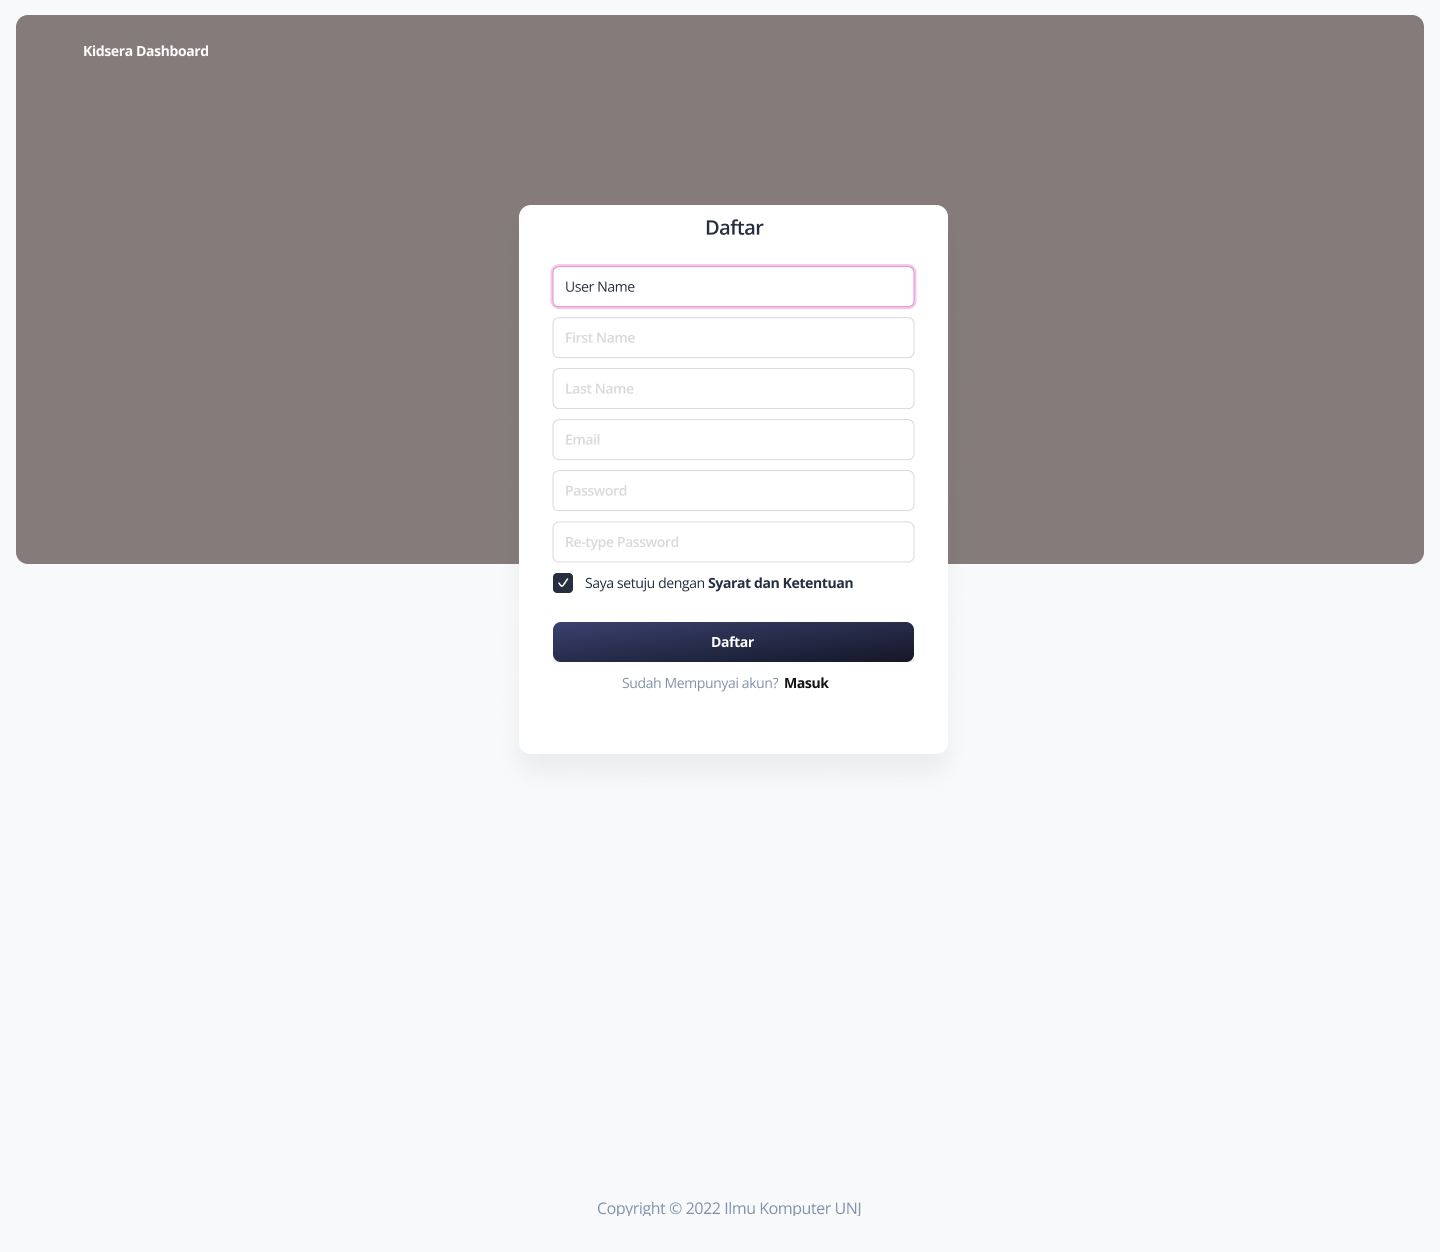 Kidsera Dashboard
Daftar
User Name
First Name
Last Name
Email
Password
Re-type Password
Saya setuju dengan Syarat dan Ketentuan
Daftar
Sudah Mempunyai akun? Masuk
Copyright © 2022 Ilmu Komputer UNJ